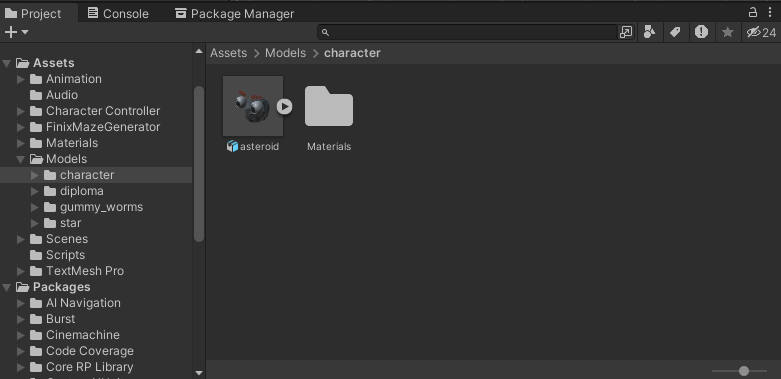 Project
Console
Package Manager
24
Assets
Animation
Audio
Character Controller
FinixMazeGenerator
Materials
Models
character
diploma
gummy_worms
star
Scenes
Scripts
TextMesh Pro
Packages
AI Navigation
Burst
Cinemachine
Code Coverage
Core RP Library
Assets > Models > character
asteroid
Materials